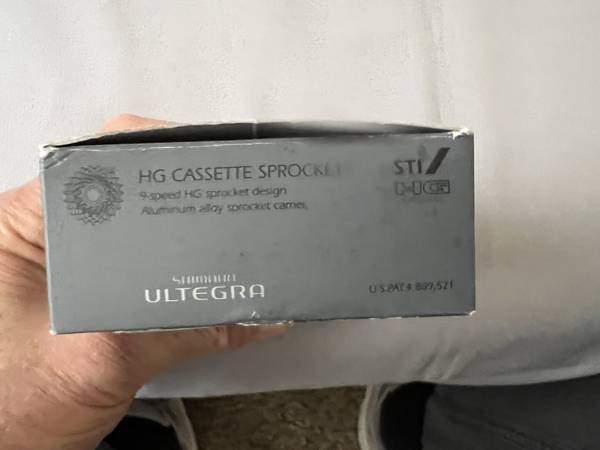 HG CASSETTE SPROCKET
9-speed HG sprocket design
Aluminum alloy sprocket carrier,
STI
HG
SHIMANO
ULTEGRA
U.S.PAT.4,889,521